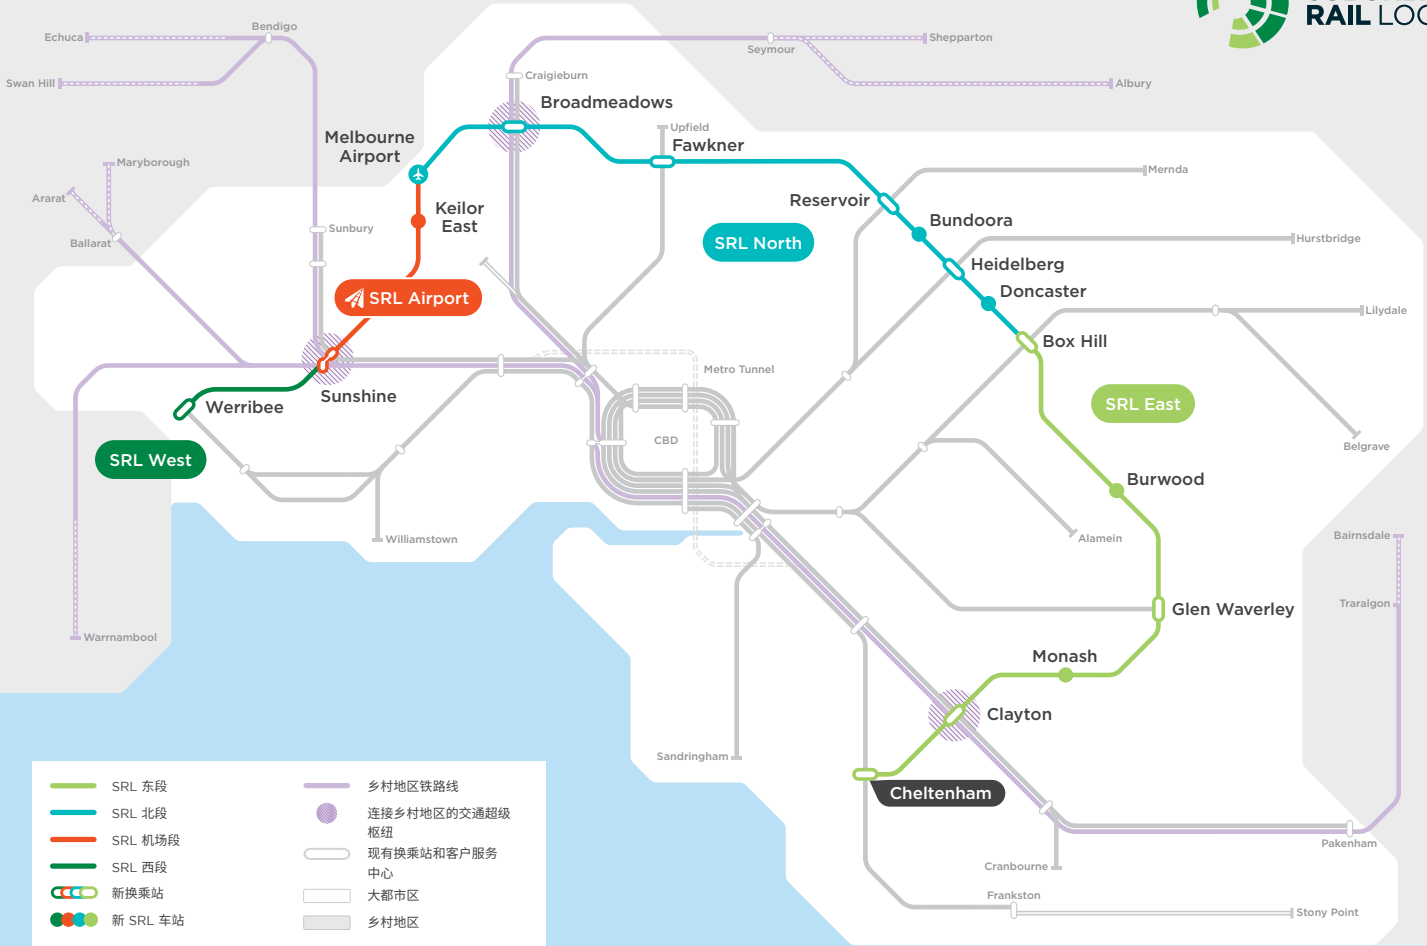 RAIL LOO
Echuca
Bendigo
Shepparton
Seymour
Swan Hill
Craigieburn
Albury
Broadmeadows
Melbourne
Airport
Upfield
Fawkner
Maryborough
Mernda
Ararat
Reservoir
Keilor
East
Bundoora
Sunbury
SRL North
Hurstbridge
Ballarat
Heidelberg
Doncaster
SRL Airport
Lilydale
Box Hill
Metro Tunnel
Sunshine
Werribee
SRL East
CBD
Belgrave
SRL West
Burwood
Williamstown
Alamein
Bairnsdale
Traralgon
Glen Waverley
Warrnambool
Monash
Clayton
Sandringham
Cheltenham
Pakenham
Cranbourne
Frankston
Stony Point
SRL 东段
SRL 北段
SRL 机场段
SRL 西段
新换乘站
新 SRL 车站
乡村地区铁路线
连接乡村地区的交通超级
枢纽
现有换乘站和客户服务
中心
大都市区
乡村地区